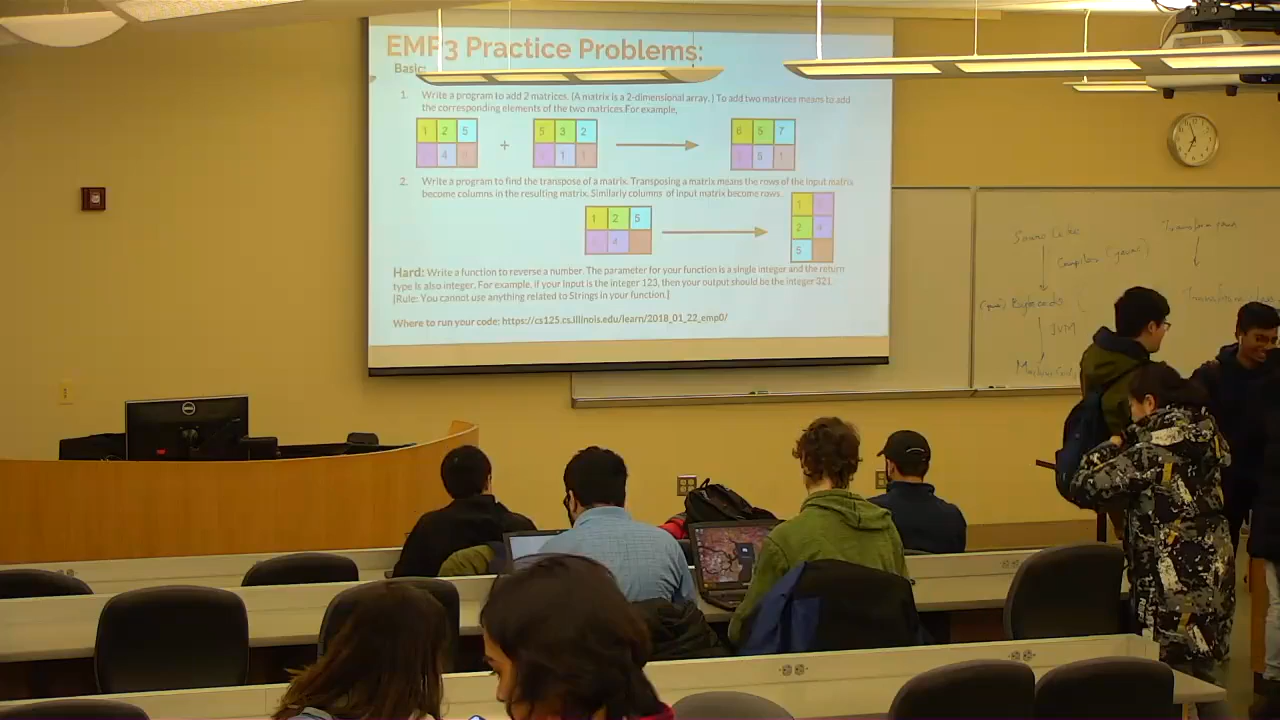 EMP3 Practice Problems:
Basic:
1. Write a program to add 2 matrices. (A matrix is a 2-dimensional array. ) To add two matrices means to add
the corresponding elements of the two matrices.For example,
1 2 5
4
+
5 3 2
1 1
6 5 7
5 1
2. Write a program to find the transpose of a matrix. Transposing a matrix means the rows of the input matrix
become columns in the resulting matrix. Similarly columns of input matrix become rows.
1 2 5
4
1
2 4
5
Hard: Write a function to reverse a number. The parameter for your function is a single integer and the return
type is also integer. For example, if your input is the integer 123, then your output should be the integer 321.
[Rule: You cannot use anything related to Strings in your function.]
Where to run your code: https://cs125.cs.illinois.edu/learn/2018_01_22_emp0/
Source Code
Compiler (javac)
Bytecode
JVM
DELL